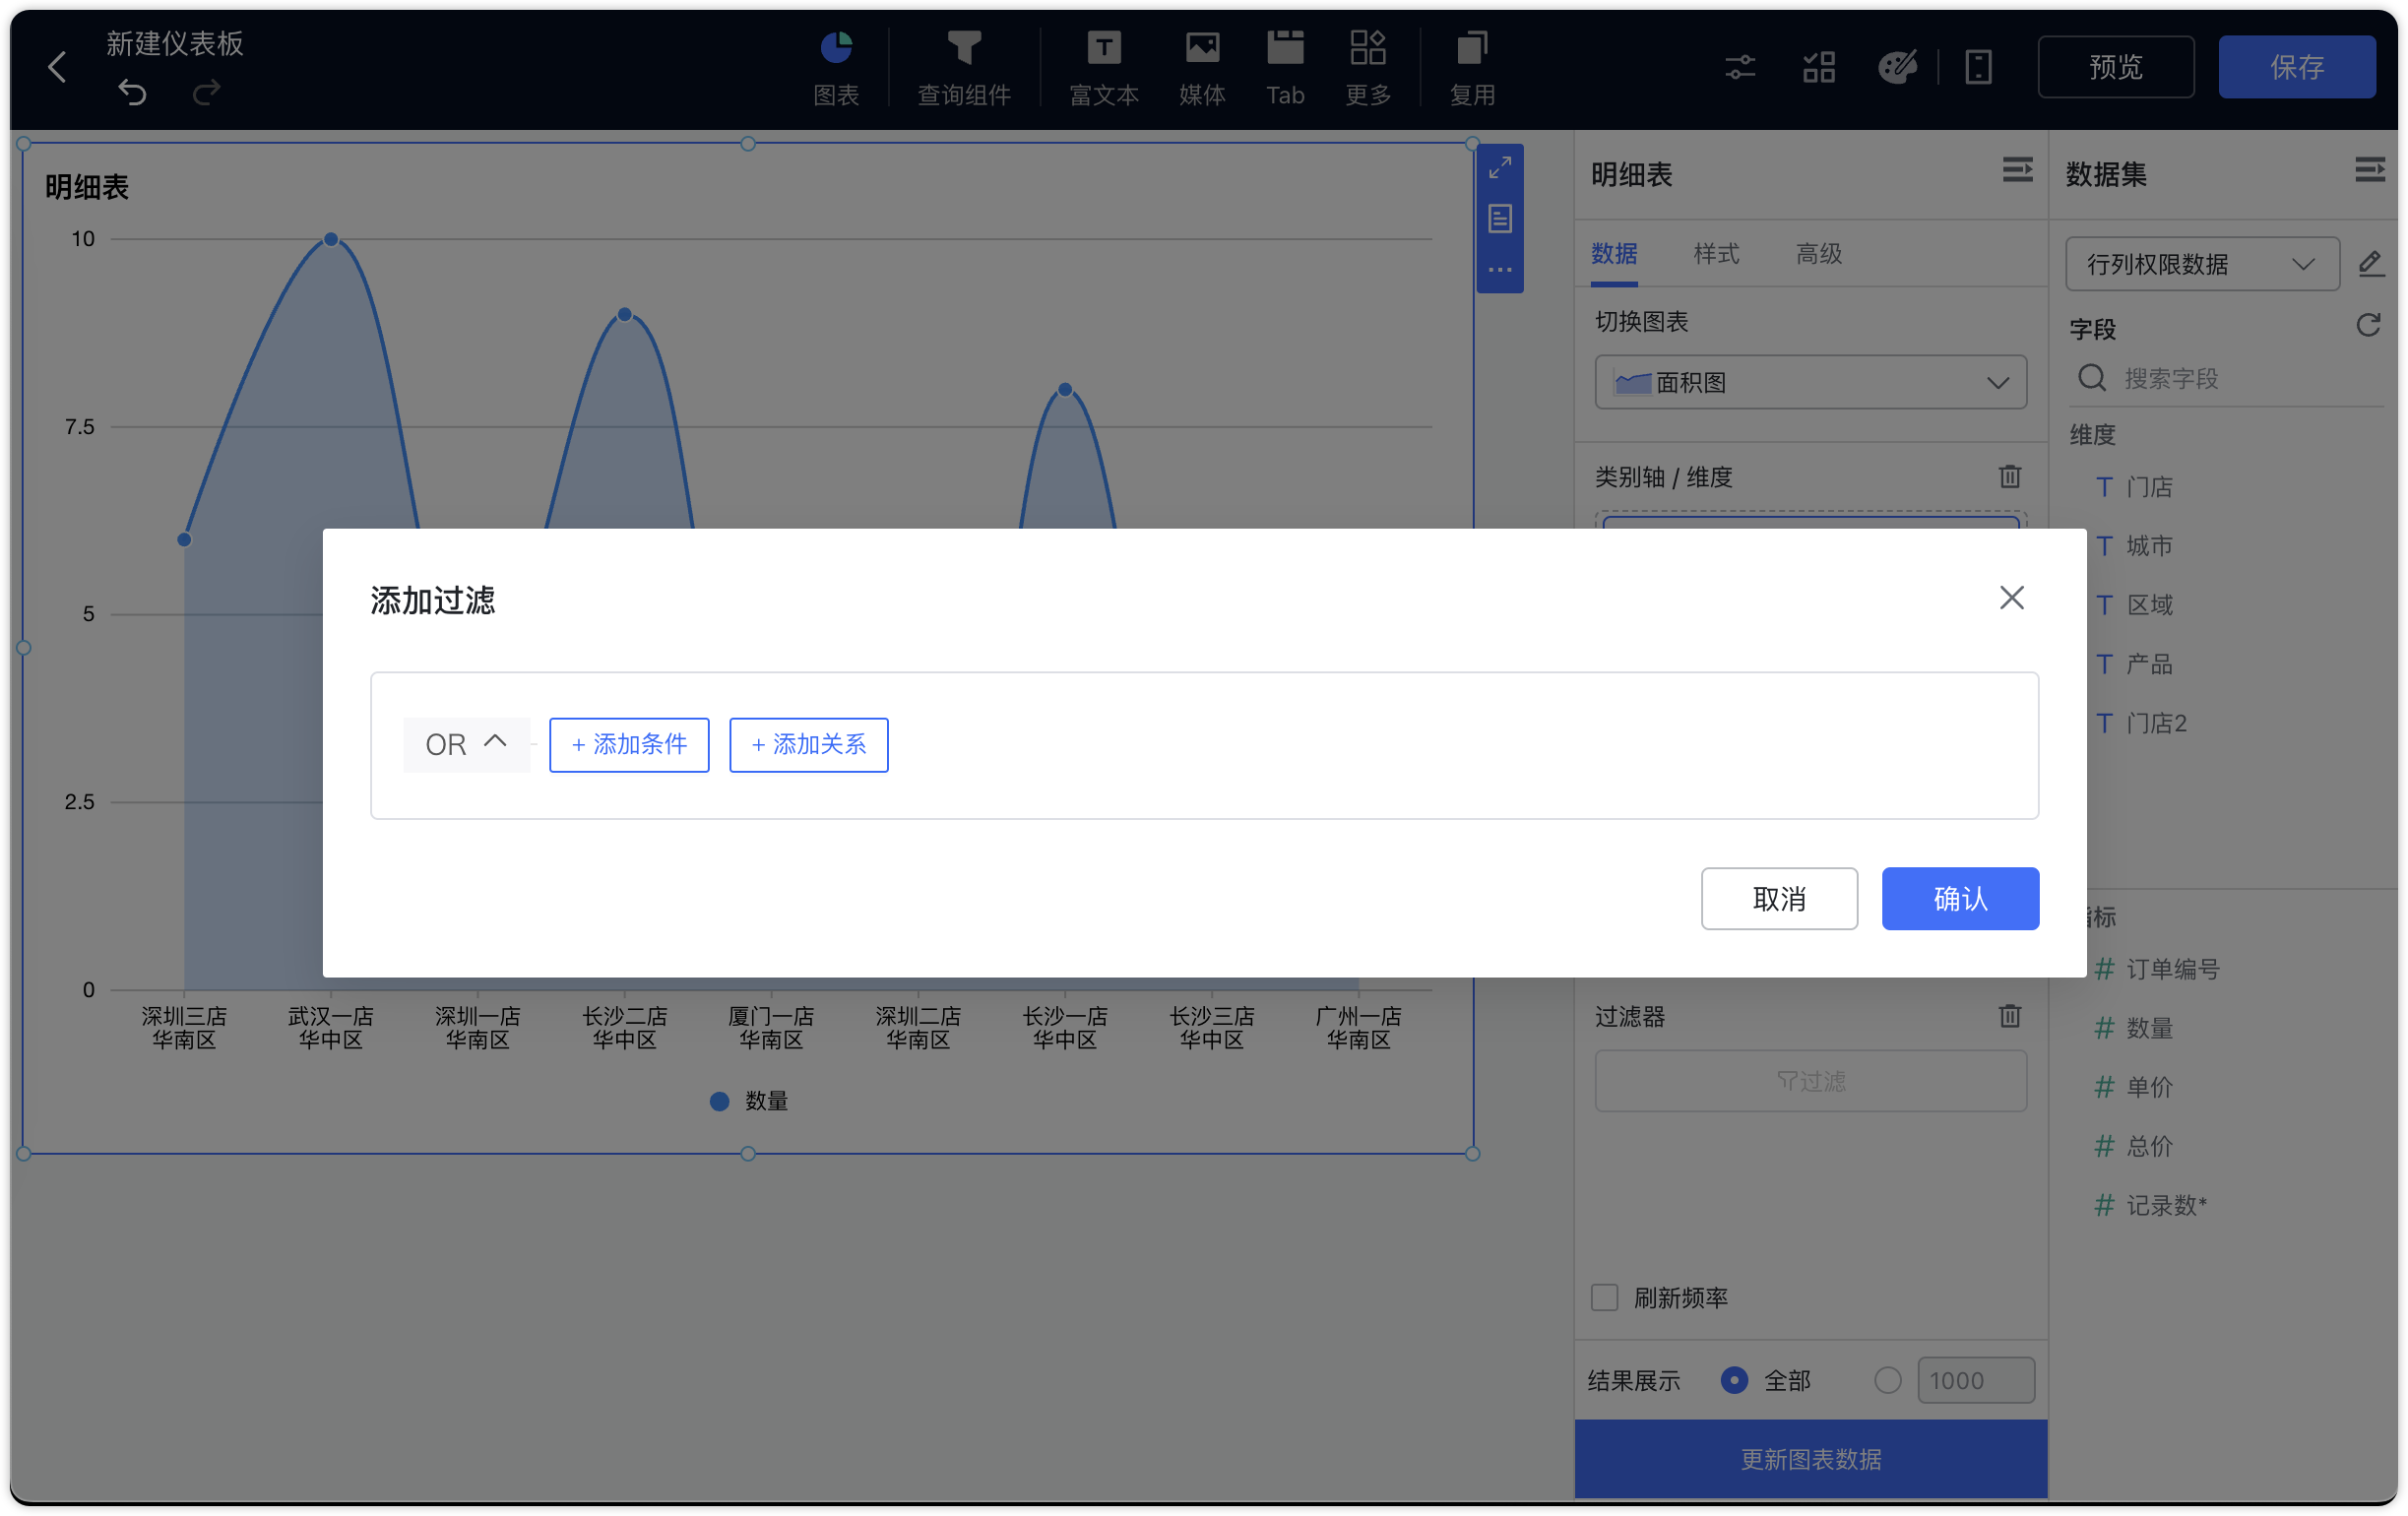 新建仪表板
图表
查询组件
富文本
媒体
Tab
更多
复用
预览
保存
明细表
10
7.5
5
2.5
0
深圳三店
华南区
武汉一店
华中区
深圳一店
华南区
长沙二店
华中区
厦门一店
华南区
深圳二店
华南区
长沙一店
华中区
长沙三店
华中区
广州一店
华南区
数量
添加过滤
OR
+ 添加条件
+ 添加关系
取消
确认
明细表
数据
样式
高级
切换图表
面积图
类别轴 / 维度
过滤器
过滤
刷新频率
结果展示
全部
1000
更新图表数据
数据集
行列权限数据
字段
搜索字段
维度
T 门店
T 城市
T 区域
T 产品
T 门店2
标
# 订单编号
# 数量
# 单价
# 总价
# 记录数*